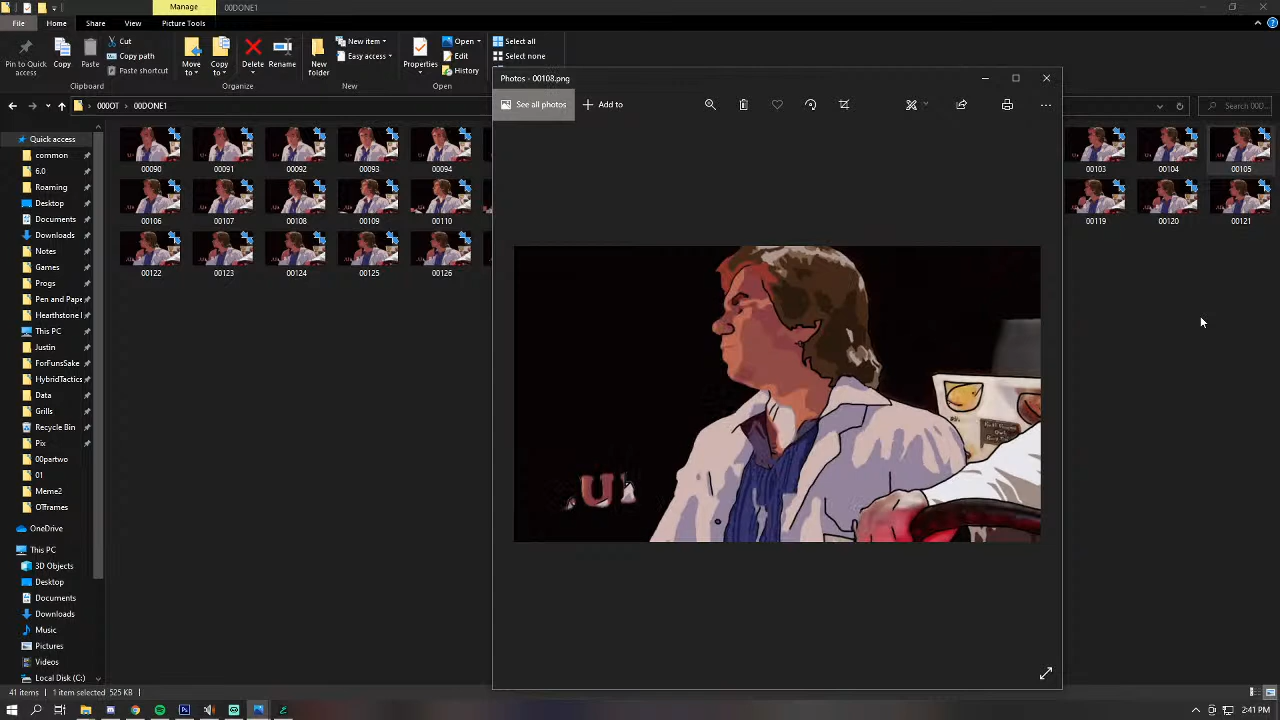 Manage
00DONE1
File
Home
Share
View
Picture Tools
Pin to Quick access
Copy
Paste
Cut
Copy path
Paste shortcut
Clipboard
Move to
Copy to
Delete
Rename
Organize
New folder
New item
Easy access
New
Properties
Open
Edit
History
Open
Select all
Select none
00OT
00DONE1
Search 000...
Quick access
common
6.0
Roaming
Desktop
Documents
Downloads
Notes
Games
Progs
Pen and Pape
Hearthstone
This PC
Justin
ForFunsSake
HybridTactics
Data
Grills
Recycle Bin
Pix
00partwo
01
Meme2
OTframes
OneDrive
This PC
3D Objects
Desktop
Documents
Downloads
Music
Pictures
Videos
Local Disk (C:)
00090
00091
00092
00093
00094
00103
00104
00105
00106
00107
00108
00109
00110
00119
00120
00121
00122
00123
00124
00125
00126
Photos - 00108.png
See all photos
Add to
41 items
1 item selected 525 KB
2:41 PM